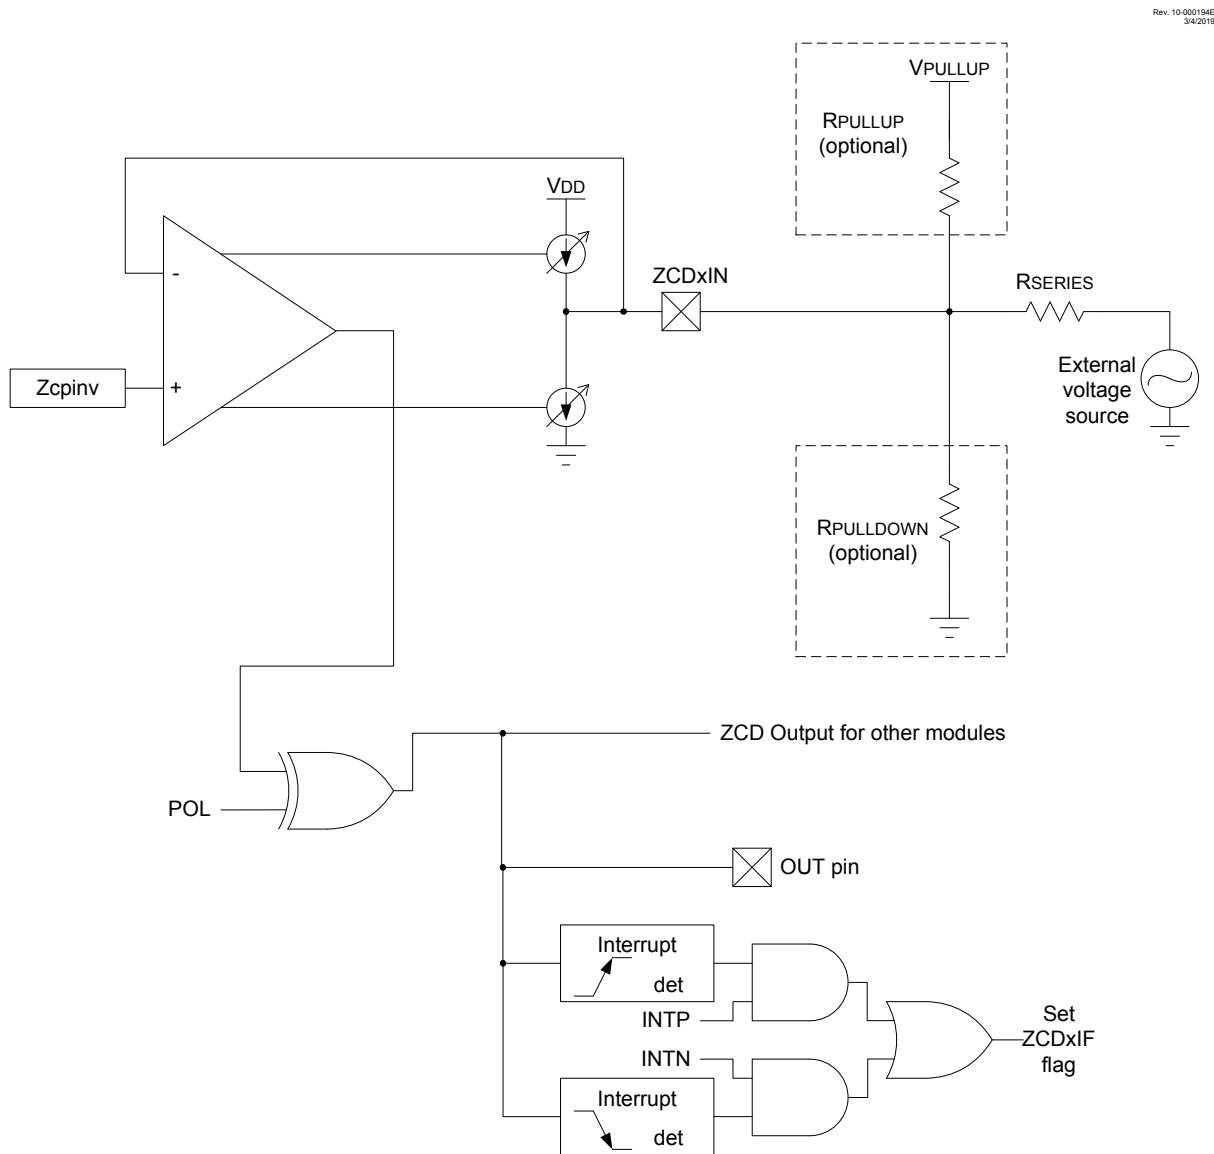 Rev. 10-000194E
3/4/2019
VPULLUP
RPULLUP
(optional)
VDD
ZCDxIN
RSERIES
-
Zcpinv
+
External
voltage
source
RPULLDOWN
(optional)
ZCD Output for other modules
POL
OUT pin
Interrupt
det
INTP
Set
ZCDxIF
flag
INTN
Interrupt
det